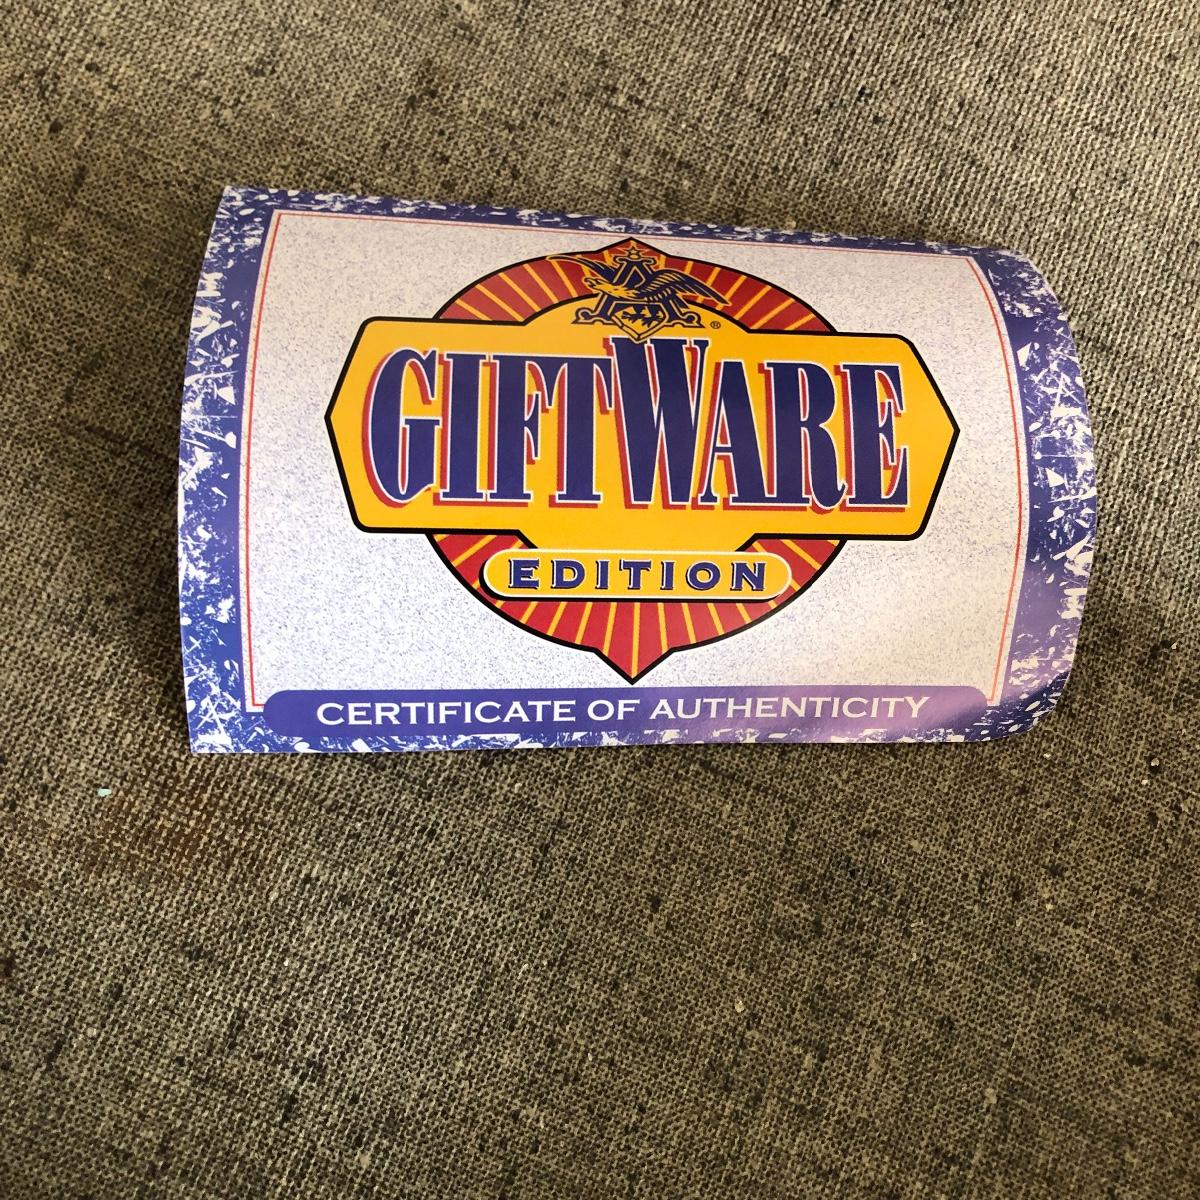 ®
GIFTWARE
EDITION
CERTIFICATE OF AUTHENTICITY